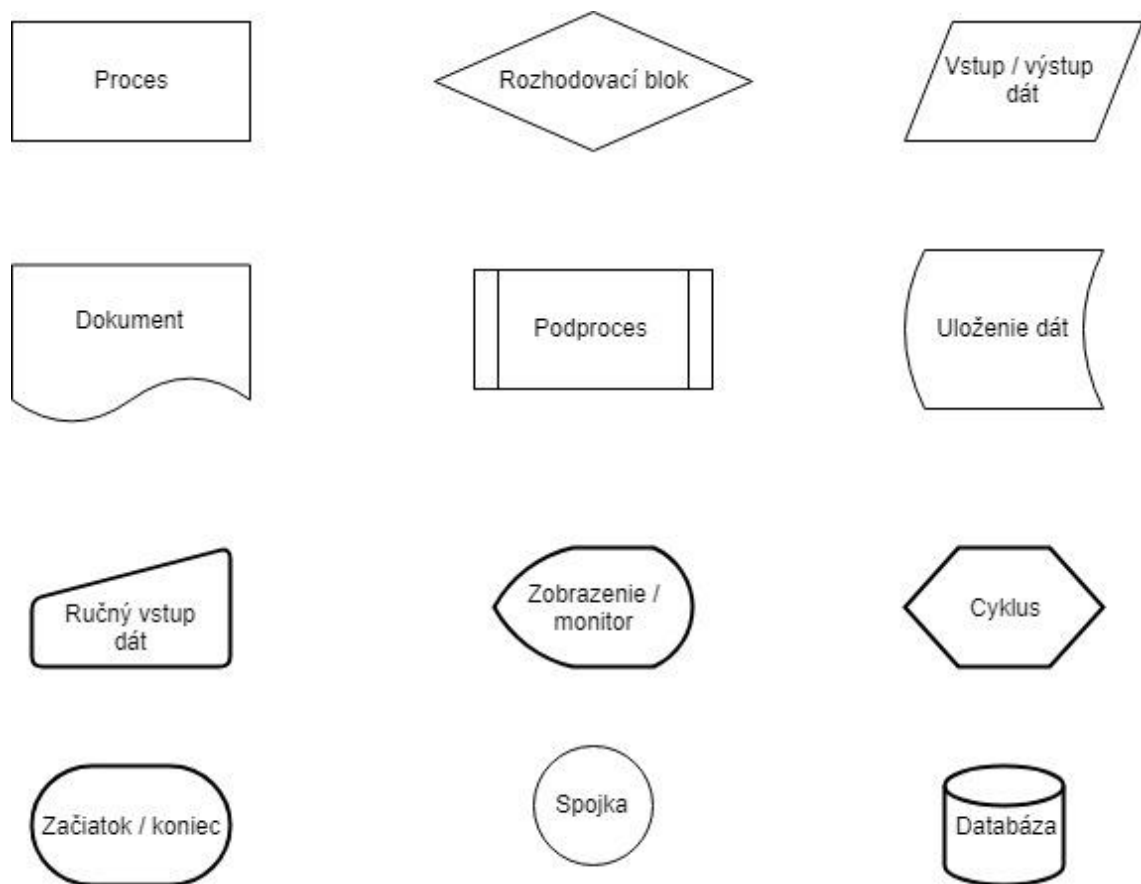 Proces
Rozhodovací blok
Vstup / výstup
dát
Dokument
Podproces
Uloženie dát
Ručný vstup
dát
Zobrazenie /
monitor
Cyklus
Začiatok / koniec
Spojka
Databáza